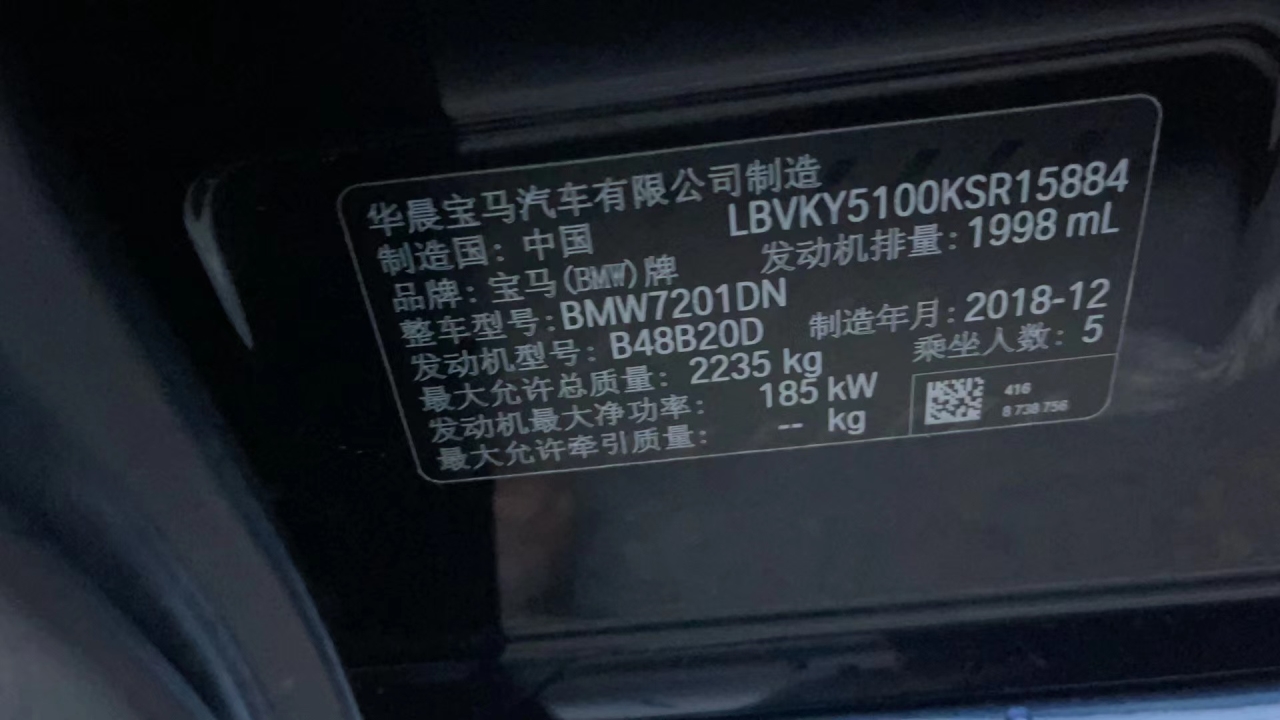 华晨宝马汽车有限公司制造
LBVKY5100KSR15884
制造国：中国
发动机排量：1998 mL
品牌：宝马(BMW)牌
整车型号：BMW7201DN
制造年月：2018-12
发动机型号：B48B20D
乘坐人数：5
最大允许总质量：2235 kg
发动机最大净功率：185 kW
最大允许牵引质量：-- kg
416
8 738 756